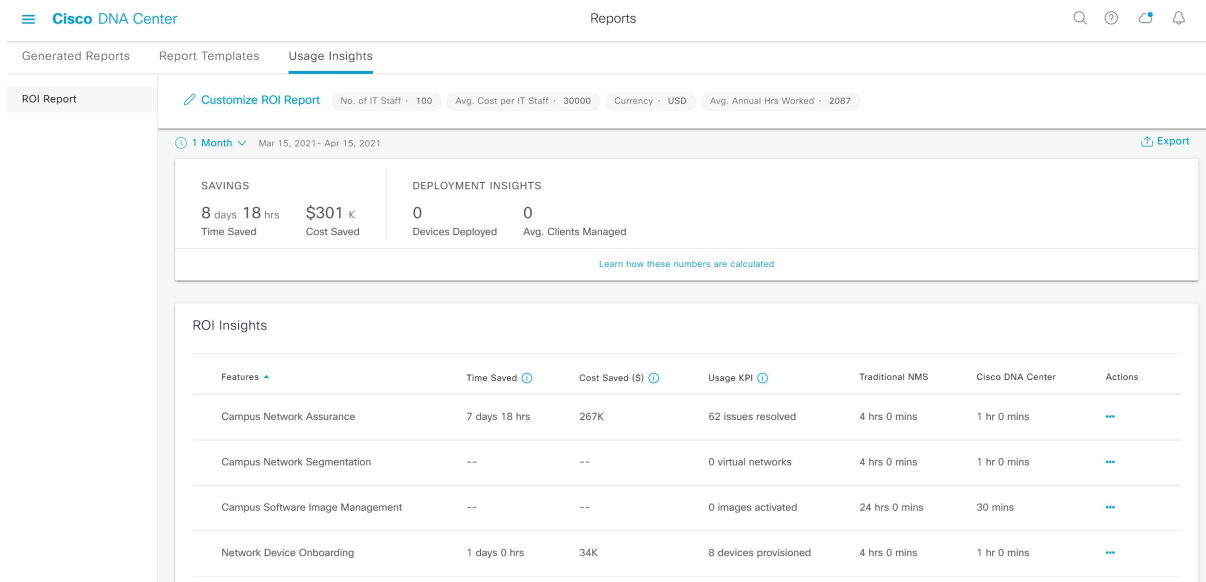 Cisco DNA Center
Reports
Generated Reports Report Templates Usage Insights
ROI Report
Customize ROI Report No. of IT Staff · 100 Avg. Cost per IT Staff · 30000 Currency · USD Avg. Annual Hrs Worked · 2087
1 Month Mar 15, 2021- Apr 15, 2021
Export
SAVINGS
8 days 18 hrs $301 K
Time Saved Cost Saved
DEPLOYMENT INSIGHTS
0 0
Devices Deployed Avg. Clients Managed
Learn how these numbers are calculated
ROI Insights
Features Time Saved Cost Saved ($) Usage KPI Traditional NMS Cisco DNA Center Actions
Campus Network Assurance 7 days 18 hrs 267K 62 issues resolved 4 hrs 0 mins 1 hr 0 mins
Campus Network Segmentation -- -- 0 virtual networks 4 hrs 0 mins 1 hr 0 mins
Campus Software Image Management -- -- 0 images activated 24 hrs 0 mins 30 mins
Network Device Onboarding 1 days 0 hrs 34K 8 devices provisioned 4 hrs 0 mins 1 hr 0 mins